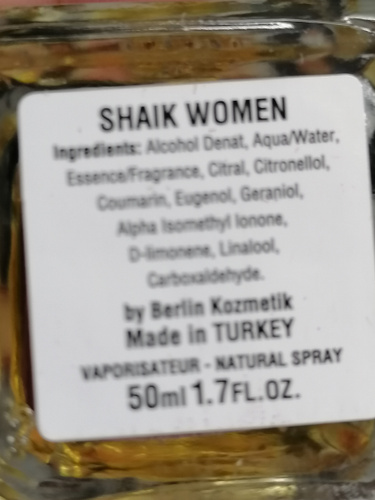 SHAIK WOMEN
Ingredients: Alcohol Denat, Aqua/Water,
Essence/Fragrance, Citral, Citronellol,
Coumarin, Eugenol, Geraniol,
Alpha Isomethyl Ionone,
D-limonene, Linalool,
Carboxaldehyde.
by Berlin Kozmetik
Made in TURKEY
VAPORISATEUR - NATURAL SPRAY
50ml 1.7FL.OZ.